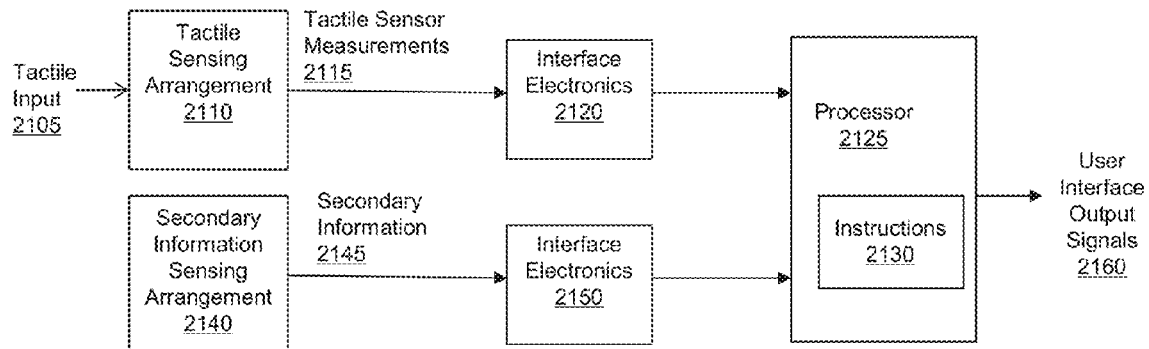 Tactile
Input
2105
Tactile
Sensing
Arrangement
2110
Tactile Sensor
Measurements
2115
Interface
Electronics
2120
Processor
2125
Instructions
2130
User
Interface
Output
Signals
2160
Secondary
Information
Sensing
Arrangement
2140
Secondary
Information
2145
Interface
Electronics
2150